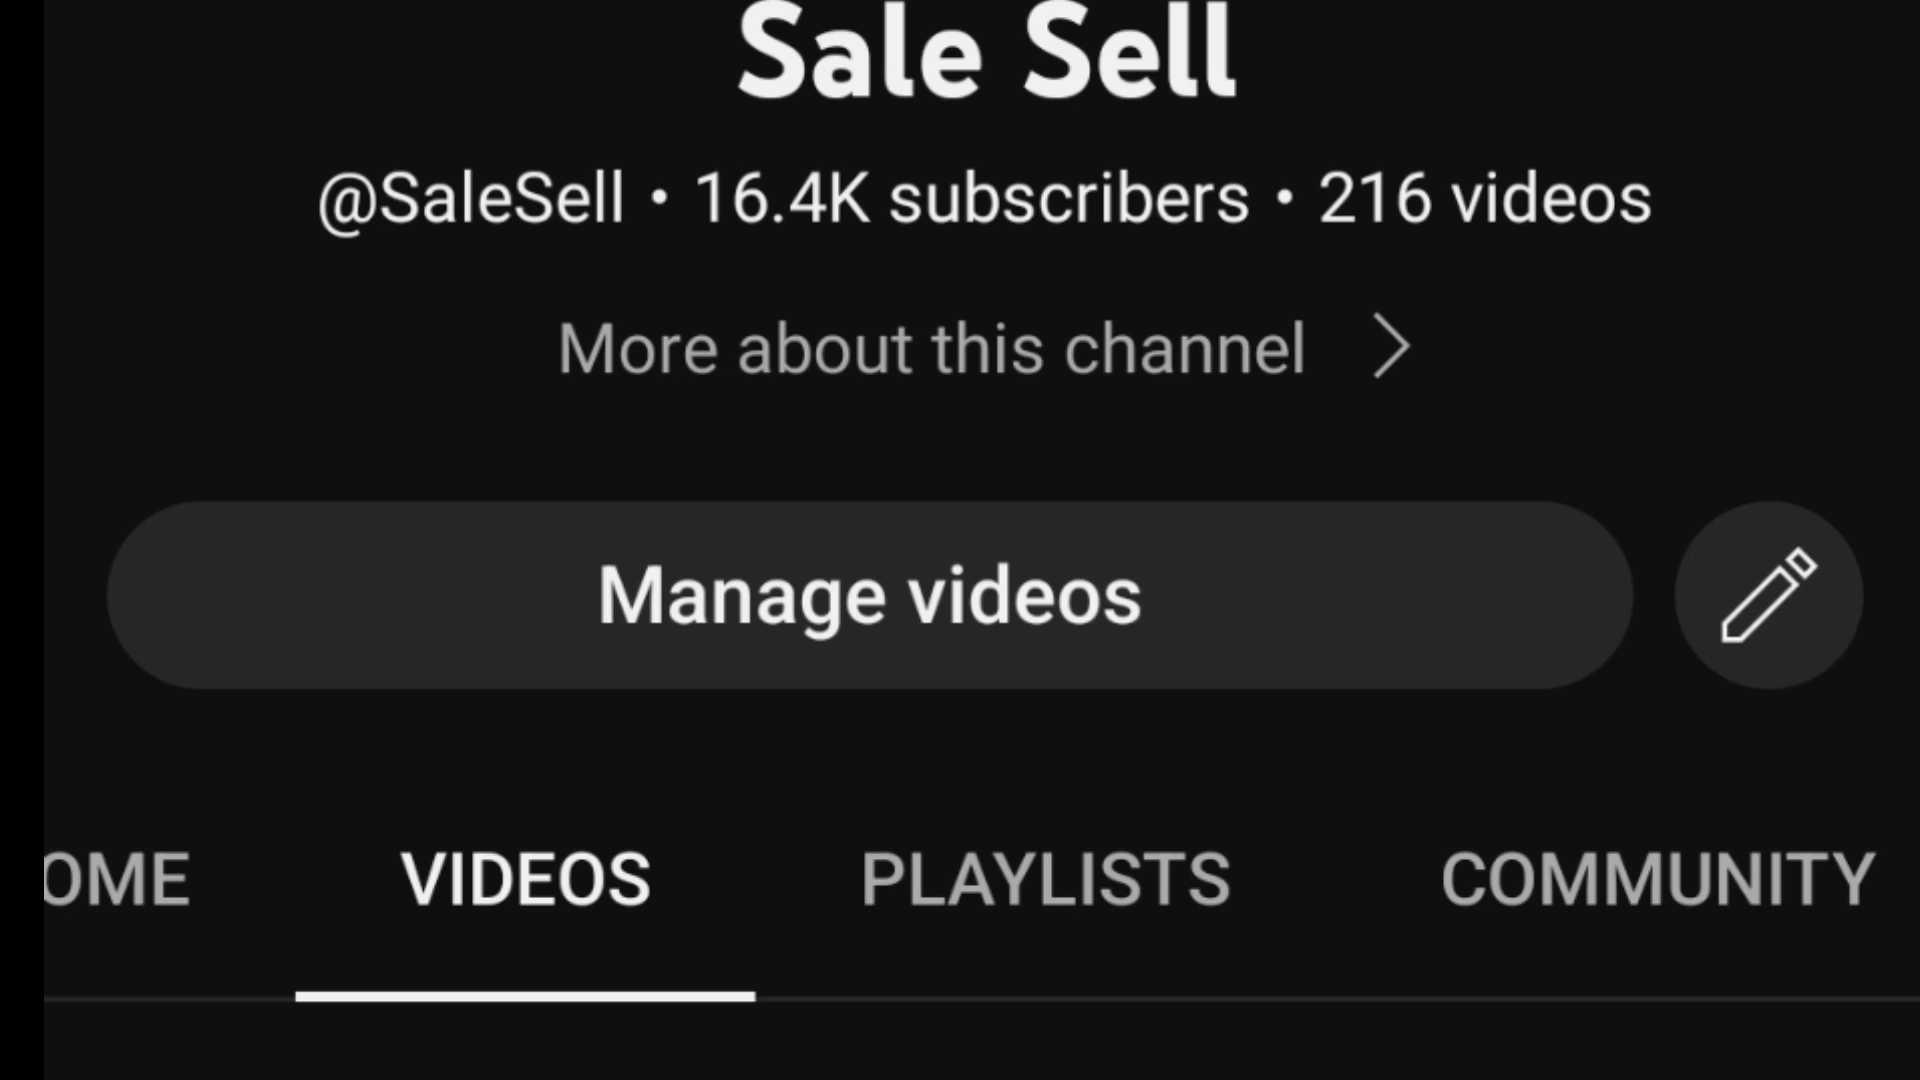 Sale Sell
@SaleSell • 16.4K subscribers • 216 videos
More about this channel
Manage videos
OME VIDEOS PLAYLISTS COMMUNITY